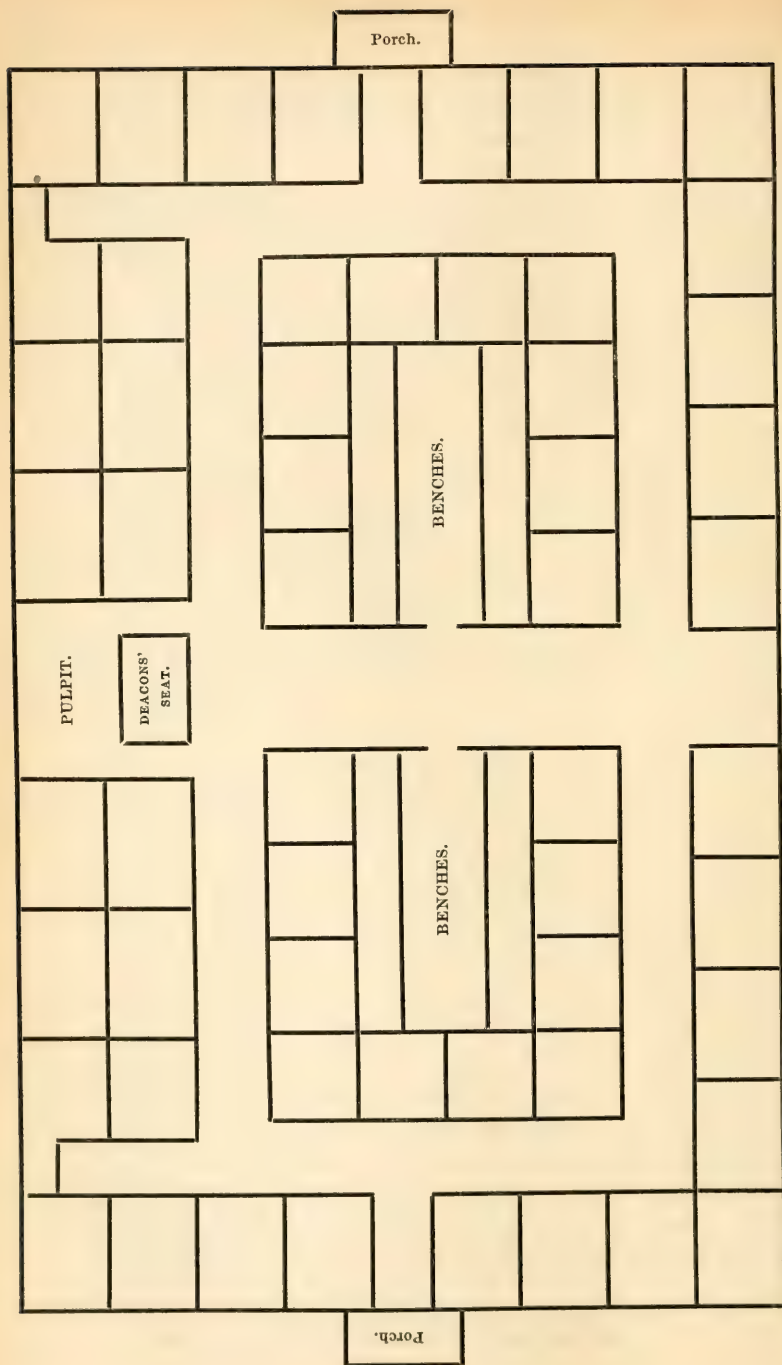 Porch.
PULPIT.
DEACONS'
SEAT.
BENCHES.
BENCHES.
Porch.